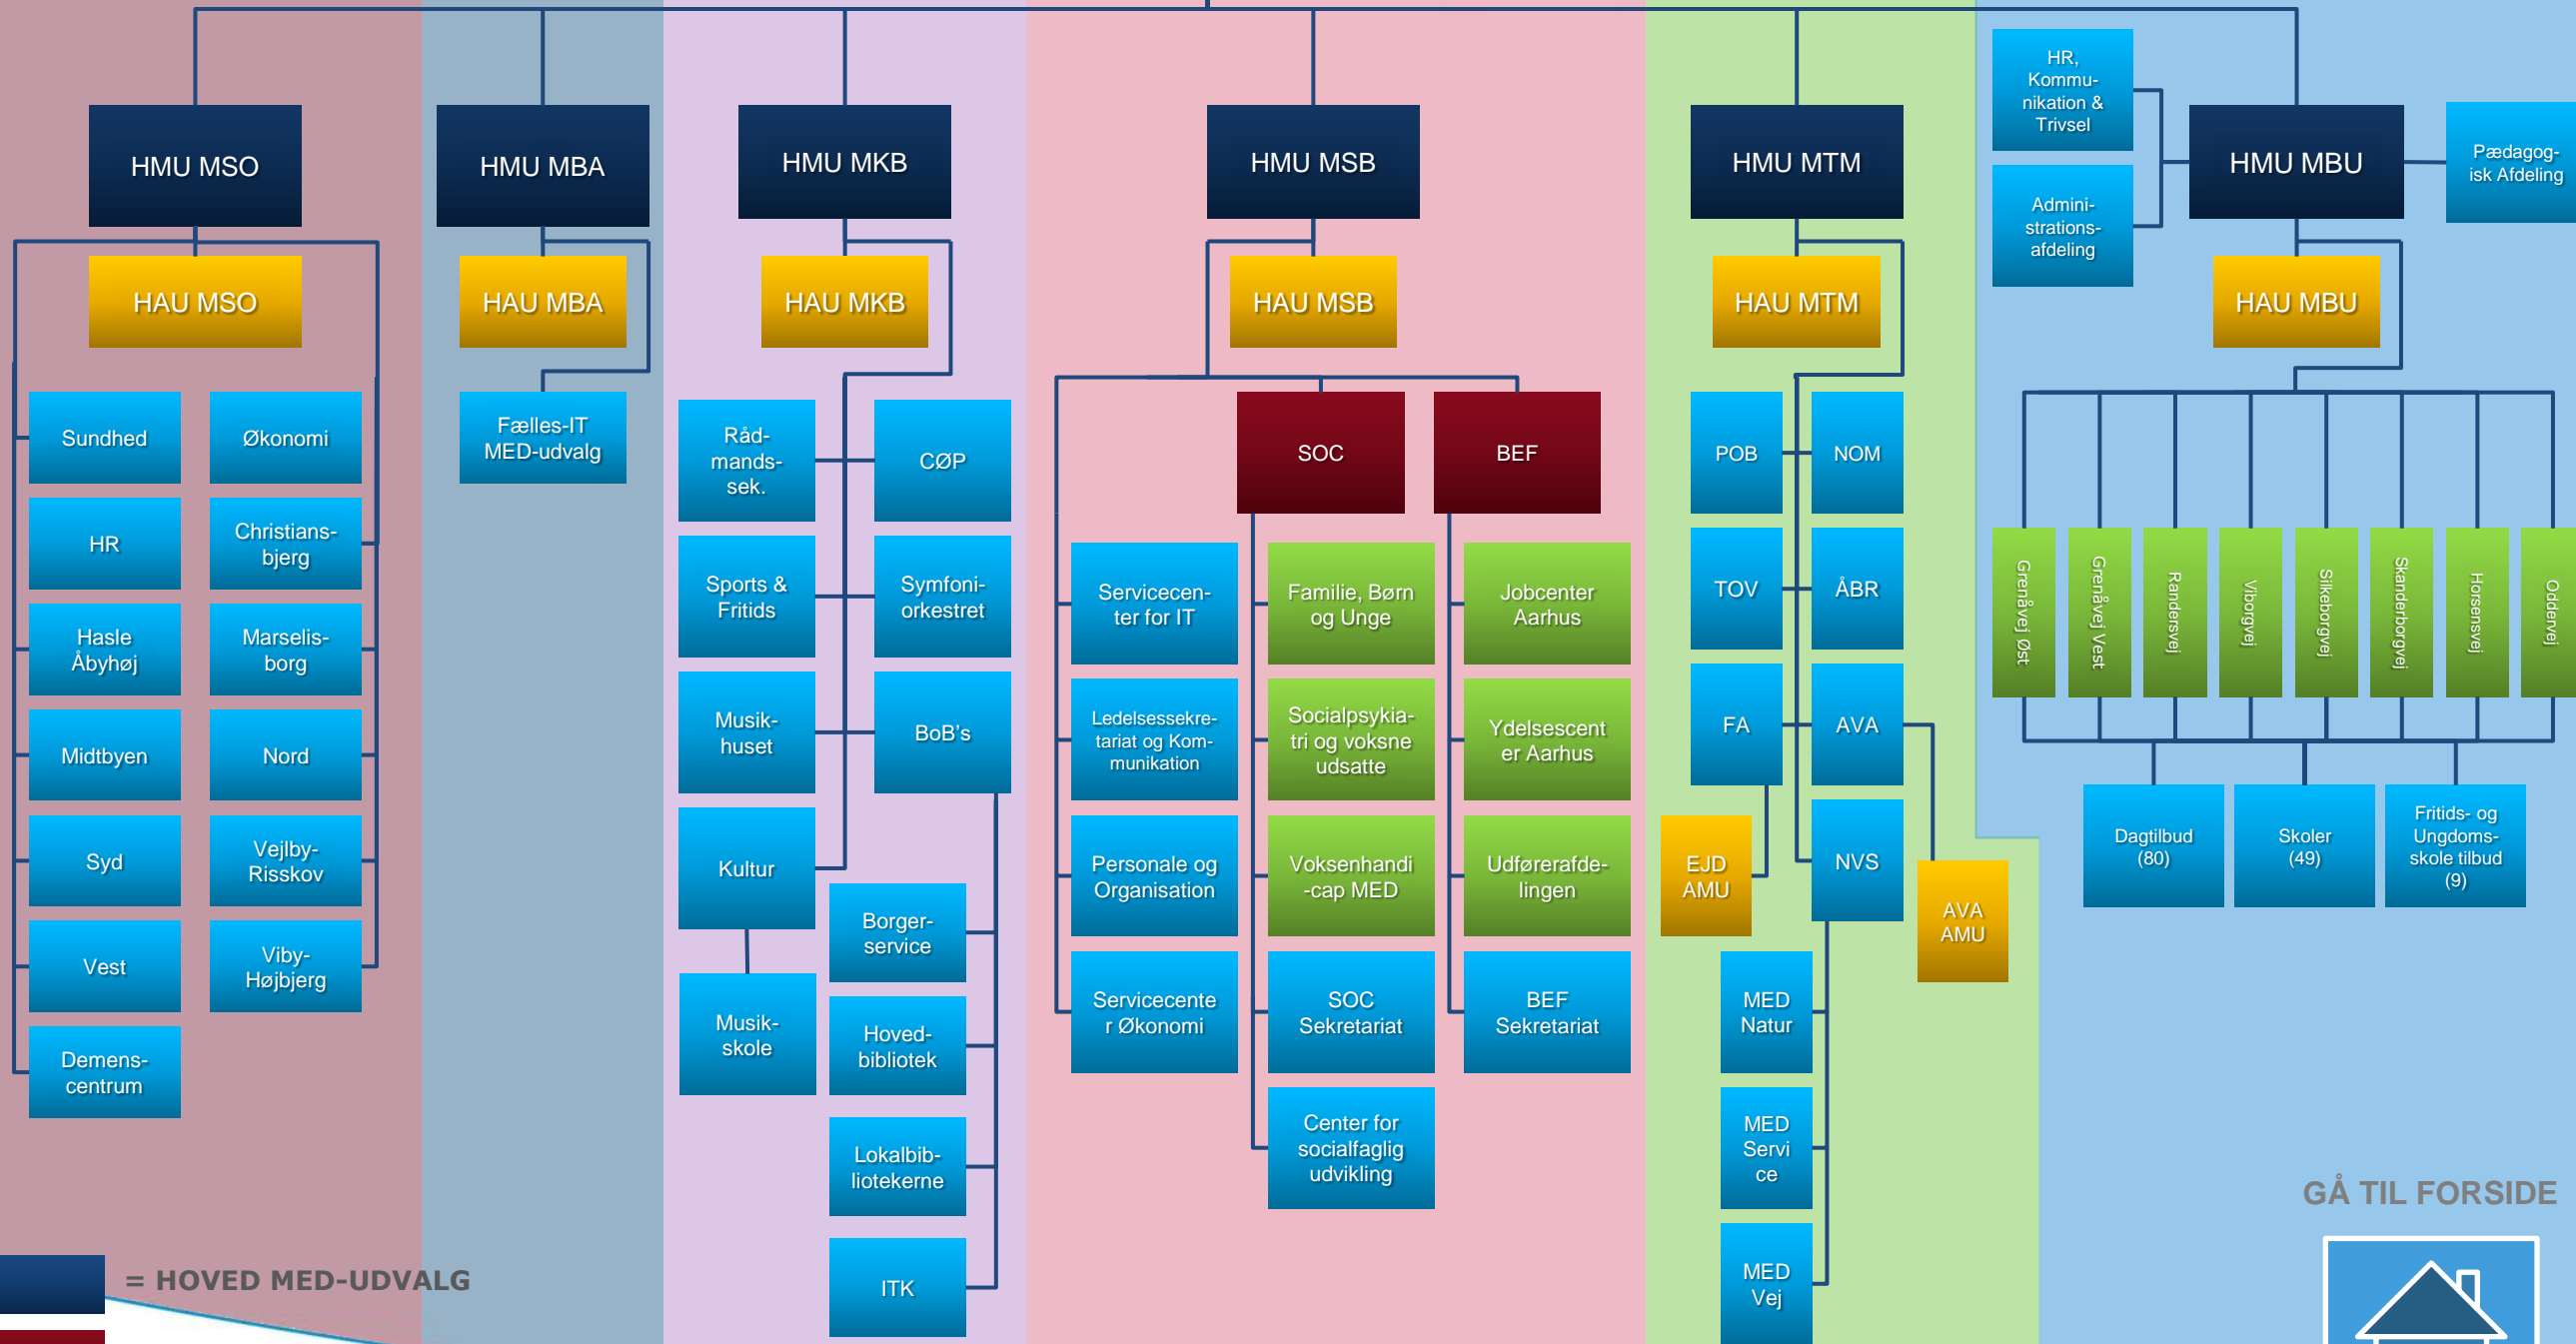 HMU MSO
HMU MBA
HMU MKB
HMU MSB
HMU MTM
HMU MBU
HR,
Kommu-
nikation &
Trivsel
Admini-
strations-
afdeling
Pædagog-
isk Afdeling
HAU MSO
HAU MBA
HAU MKB
HAU MSB
HAU MTM
HAU MBU
Sundhed
HR
Hasle
Åbyhøj
Midtbyen
Syd
Vest
Demens-
centrum
Økonomi
Christians-
bjerg
Marselis-
borg
Nord
Vejlby-
Risskov
Viby-
Højbjerg
Fælles-IT
MED-udvalg
Råd-
mands-
sek.
Sports &
Fritids
Musik-
huset
Kultur
Musik-
skole
CØP
Symfoni-
orkestret
BoB's
Borger-
service
Hoved-
bibliotek
Lokalbib-
liotekerne
ITK
Servicecen-
ter for IT
Ledelsessekre-
tariat og Kom-
munikation
Personale og
Organisation
Servicecente
r Økonomi
SOC
Familie, Børn
og Unge
Socialpsykia-
tri og voksne
udsatte
Voksenhandi
-cap MED
SOC
Sekretariat
Center for
socialfaglig
udvikling
BEF
Jobcenter
Aarhus
Ydelsescent
er Aarhus
Udførerafde-
lingen
BEF
Sekretariat
POB
TOV
FA
EJD
AMU
NOM
ÅBR
AVA
NVS
AVA
AMU
MED
Natur
MED
Servi
ce
MED
Vej
Grenåvej Øst
Grenåvej Vest
Randersvej
Viborgvej
Silkeborgvej
Skanderborgvej
Horsensvej
Oddervej
Dagtilbud
(80)
Skoler
(49)
Fritids- og
Ungdoms-
skole tilbud
(9)
GÅ TIL FORSIDE
= HOVED MED-UDVALG